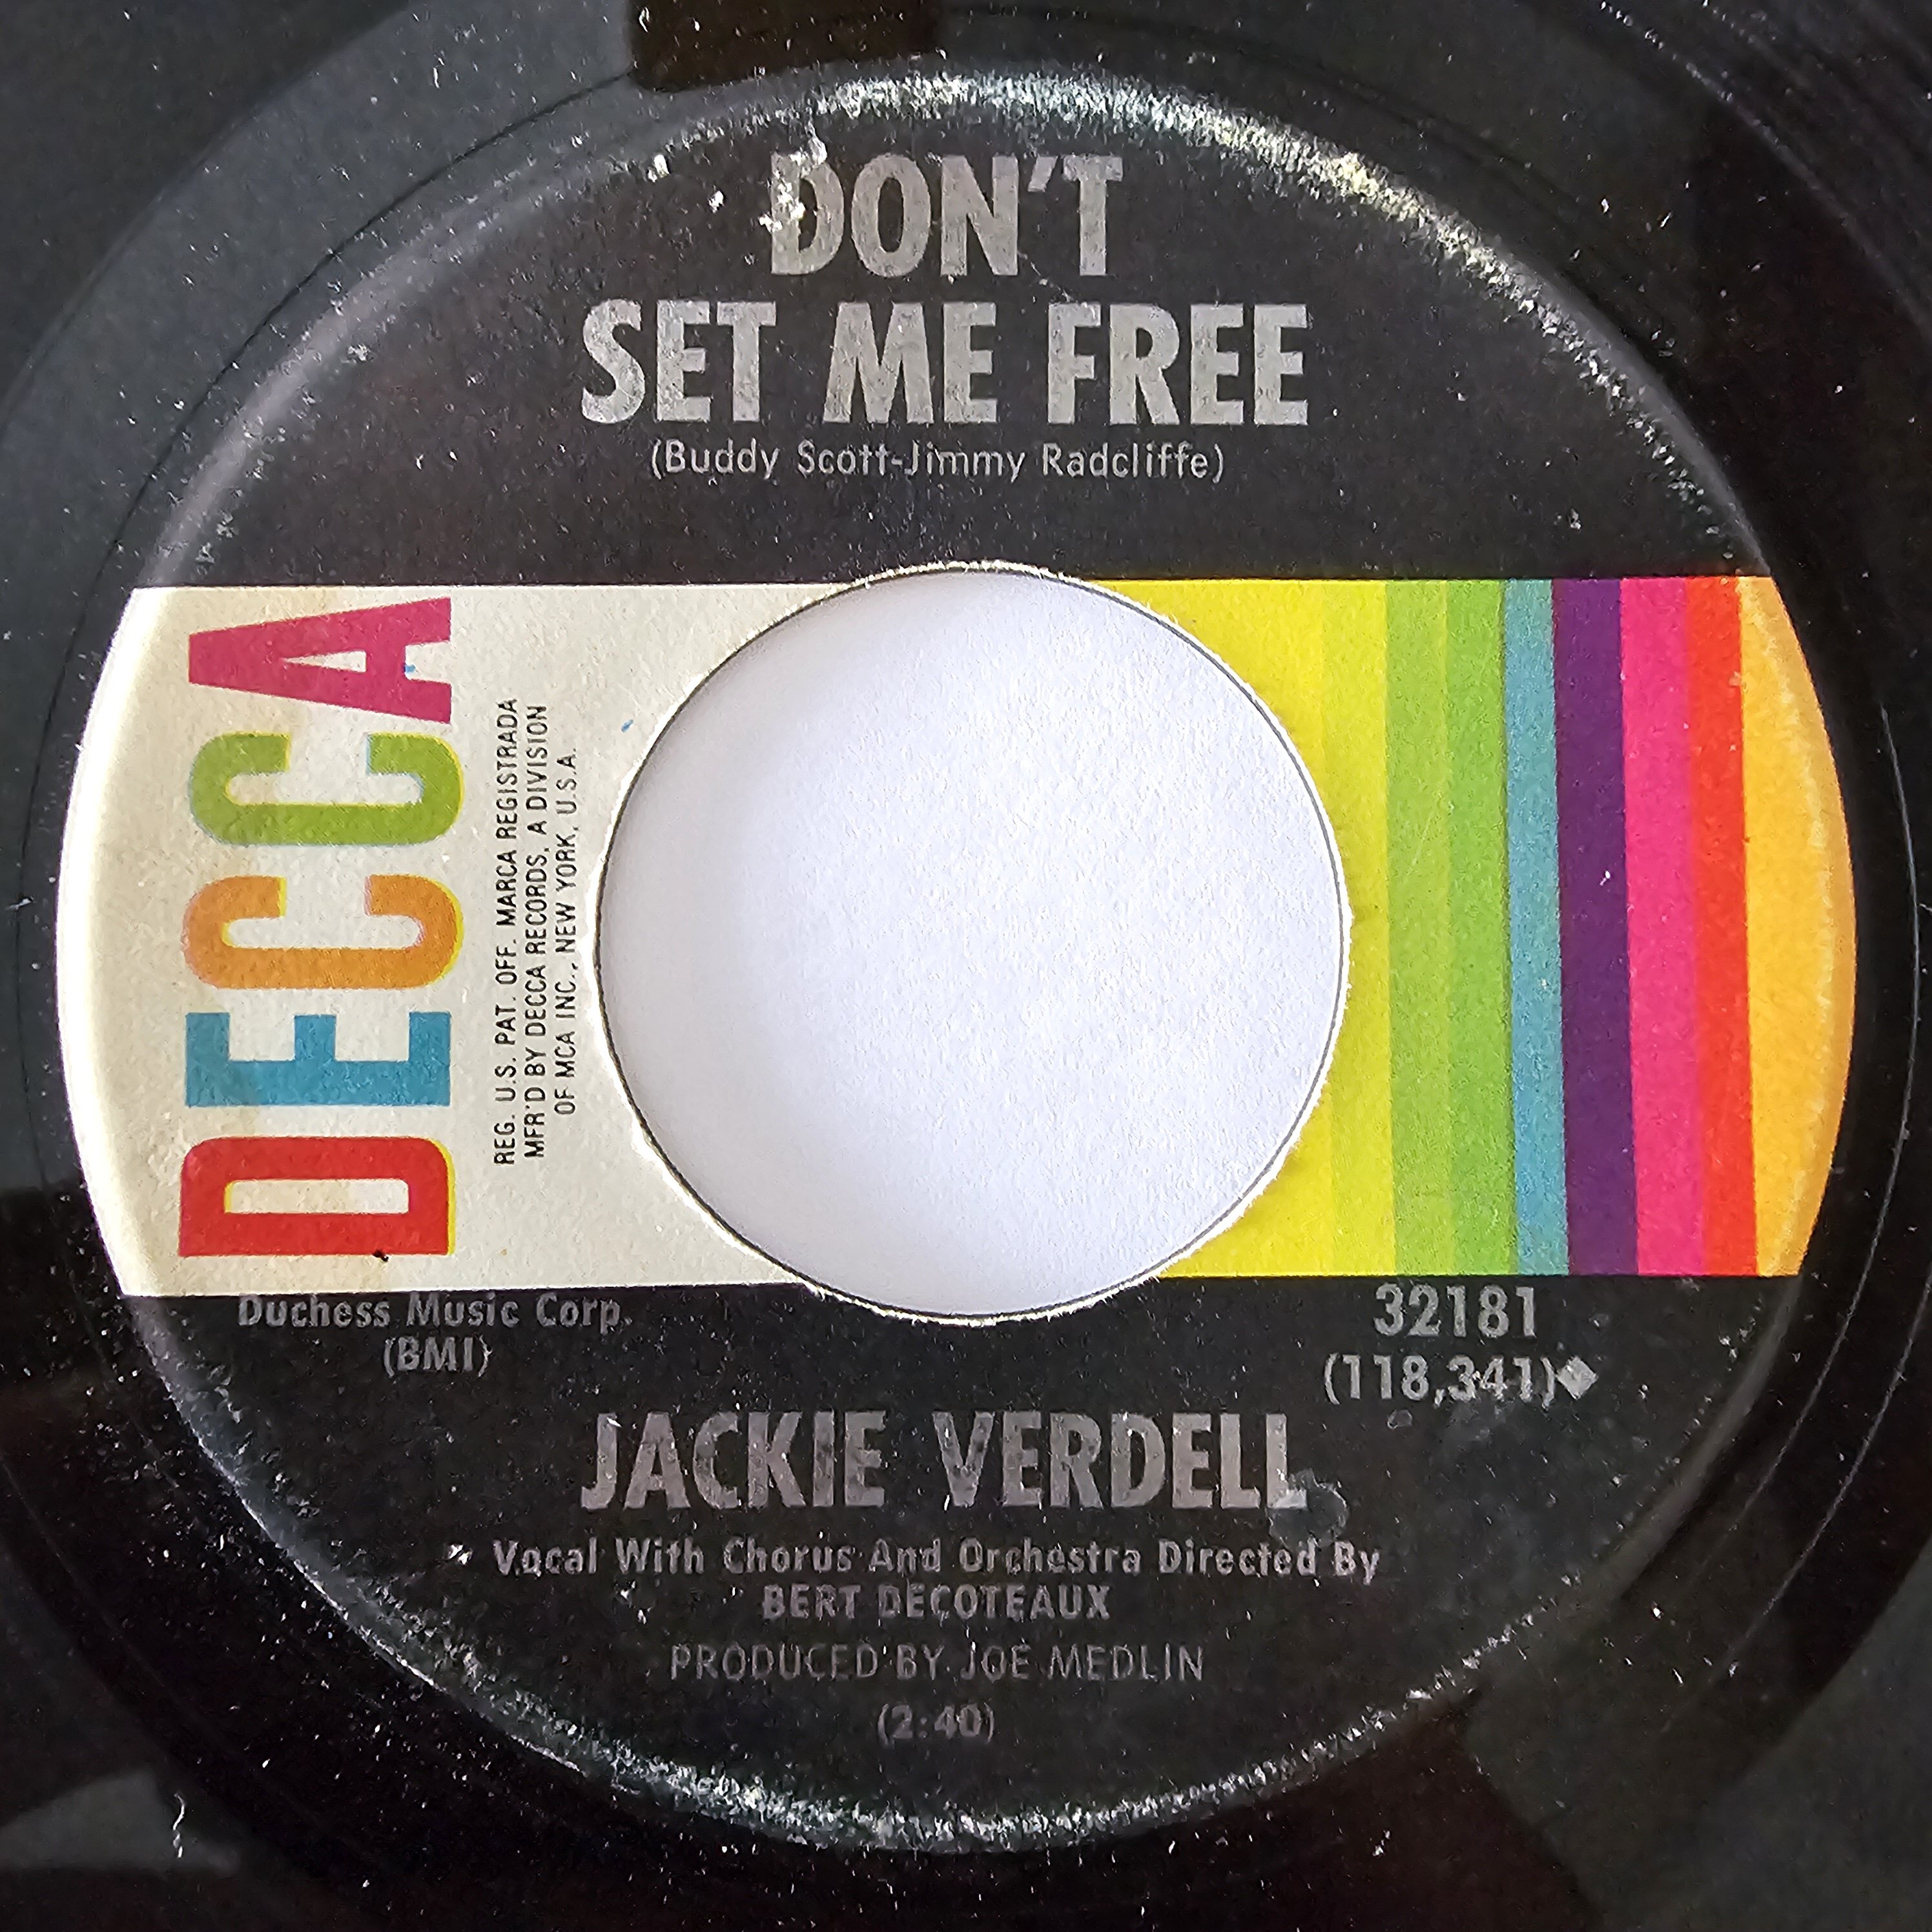 DON'T
SET ME FREE
(Buddy Scott-Jimmy Radcliffe)
DECCA
REG. U.S. PAT. OFF. MARCA REGISTRADA
MFR'D BY DECCA RECORDS, A DIVISION
OF MCA INC., NEW YORK, U.S.A.
Duchess Music Corp.
(BMI)
32181
(118,341)◆
JACKIE VERDELL
Vocal With Chorus And Orchestra Directed By
BERT DECOTEAUX
PRODUCED BY JOE MEDLIN
(2:40)